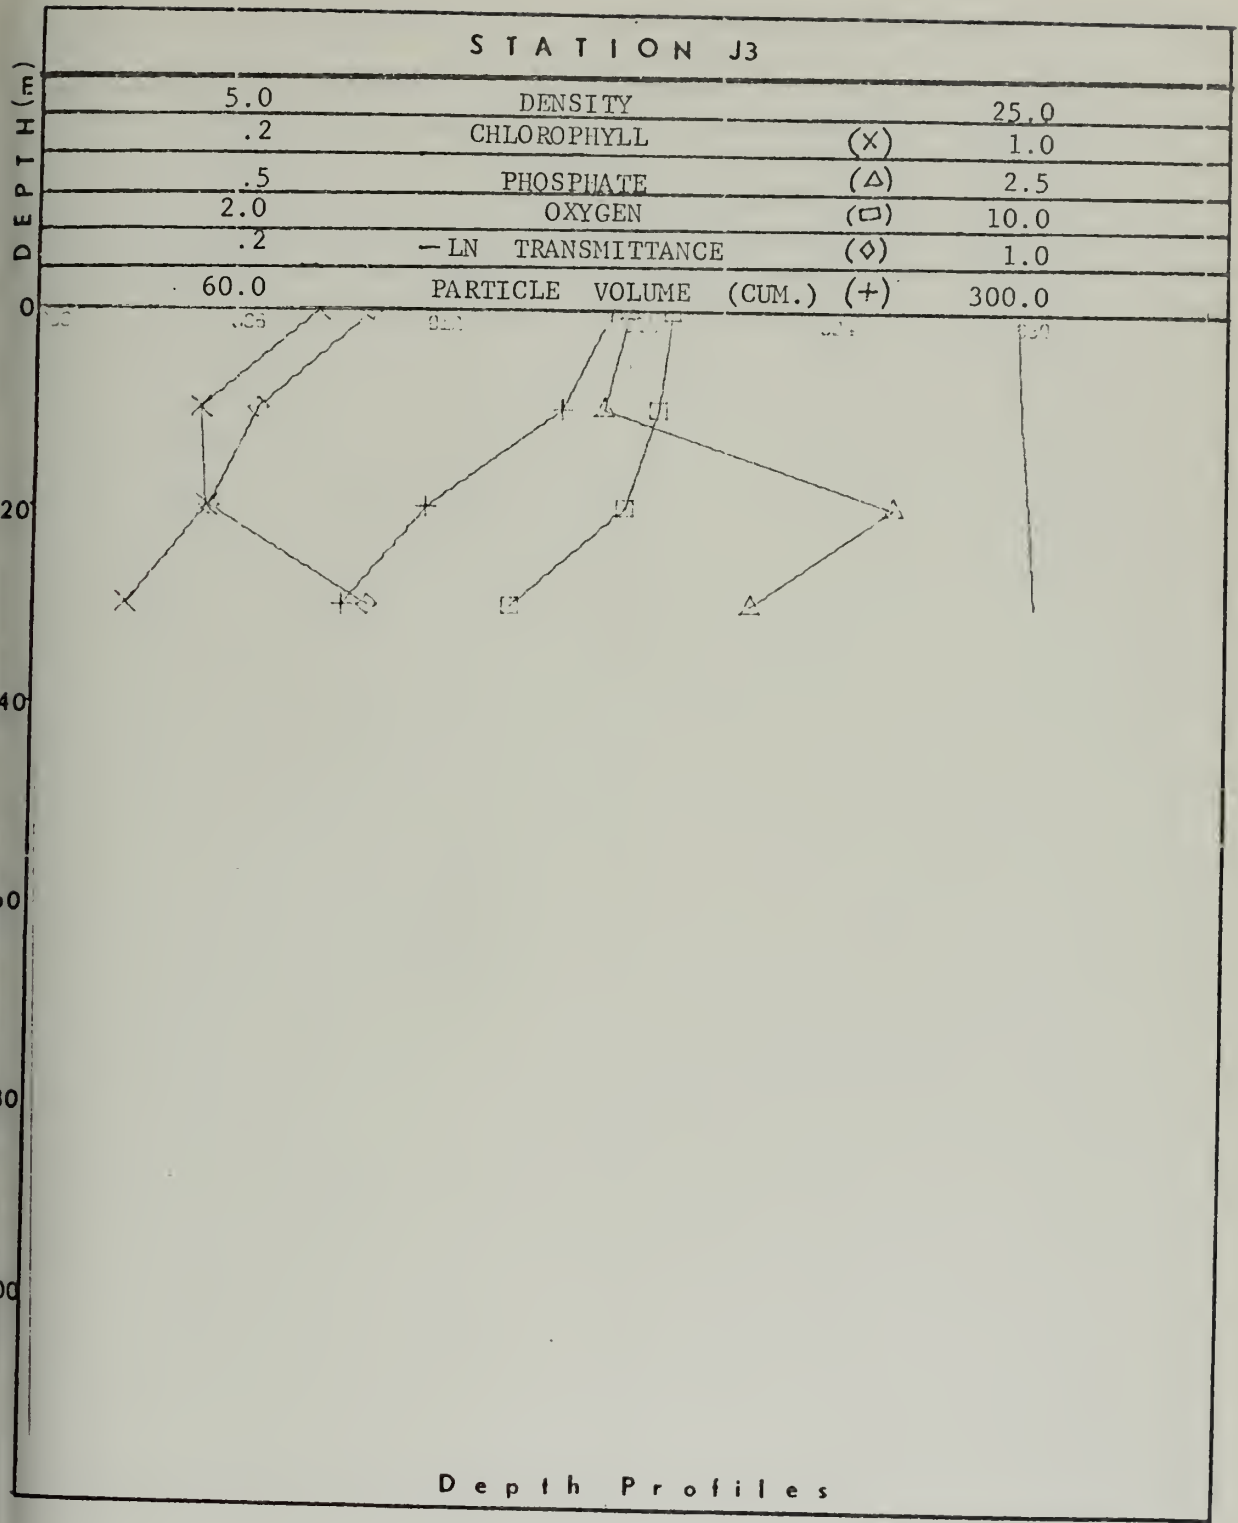 STATION J3
5.0 DENSITY 25.0
.2 CHLOROPHYLL (X) 1.0
.5 PHOSPHATE (△) 2.5
2.0 OXYGEN (▭) 10.0
.2 -LN TRANSMITTANCE (◊) 1.0
60.0 PARTICLE VOLUME (CUM.) (+) 300.0
DEPTH (m)
0
20
40
Depth Profiles